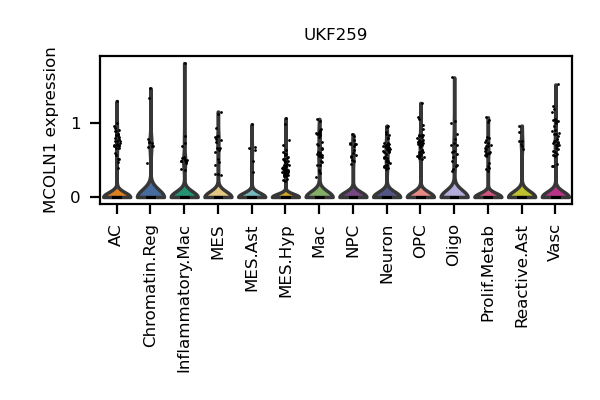 UKF259
MCOLN1 expression
1
0
AC
Chromatin.Reg
Inflammatory.Mac
MES
MES.Ast
MES.Hyp
Mac
NPC
Neuron
OPC
Oligo
Prolif.Metab
Reactive.Ast
Vasc